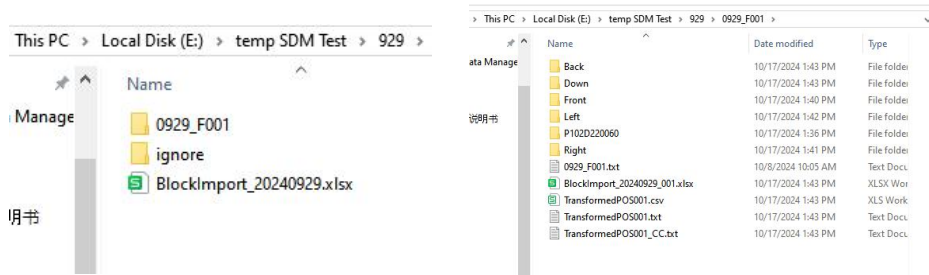 This PC > Local Disk (E:) > temp SDM Test > 929 >
Manage
明书
Name
0929_F001
ignore
BlockImport_20240929.xlsx
> This PC > Local Disk (E:) > temp SDM Test > 929 > 0929_F001 >
ata Manage
说明书
Name Date modified Type
Back 10/17/2024 1:43 PM File folder
Down 10/17/2024 1:43 PM File folder
Front 10/17/2024 1:40 PM File folder
Left 10/17/2024 1:42 PM File folder
P102D220060 10/17/2024 1:36 PM File folder
Right 10/17/2024 1:41 PM File folder
0929_F001.txt 10/8/2024 10:05 AM Text Docu
BlockImport_20240929_001.xlsx 10/17/2024 1:43 PM XLSX Wor
TransformedPOS001.csv 10/17/2024 1:43 PM XLS Work
TransformedPOS001.txt 10/17/2024 1:43 PM Text Docu
TransformedPOS001_CC.txt 10/17/2024 1:43 PM Text Docu